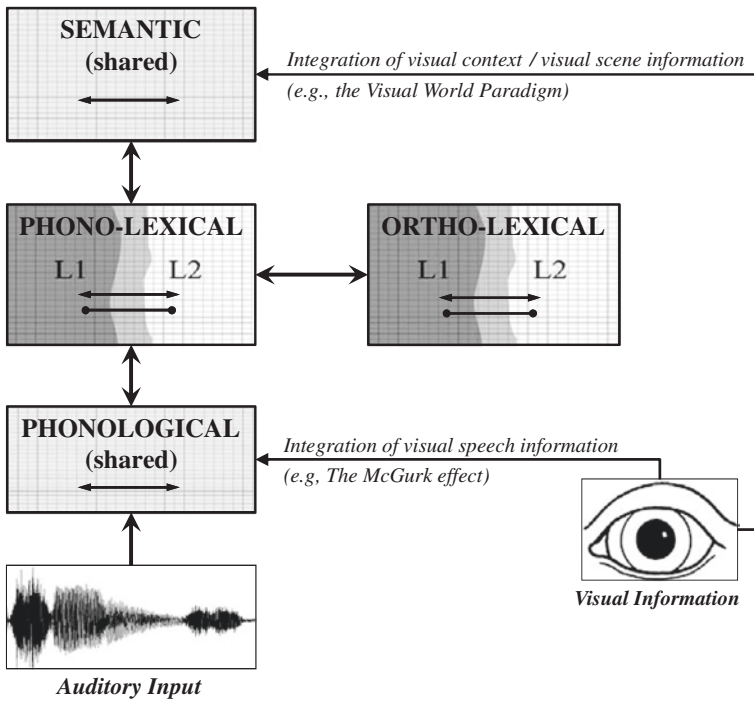 SEMANTIC
(shared)
Integration of visual context / visual scene information
(e.g., the Visual World Paradigm)
PHONO-LEXICAL
L1 L2
ORTHO-LEXICAL
L1 L2
PHONOLOGICAL
(shared)
Integration of visual speech information
(e.g, The McGurk effect)
Visual Information
Auditory Input